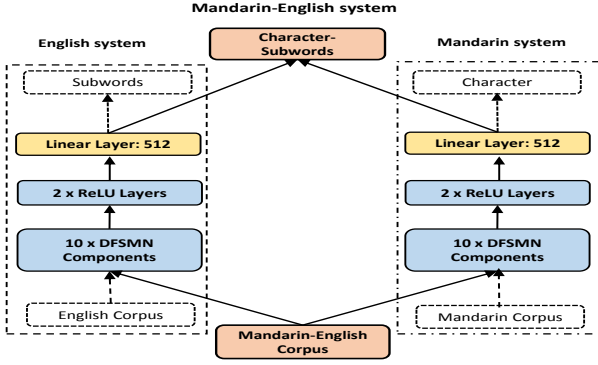 Mandarin-English system
English system
Character-
Subwords
Mandarin system
Subwords
Character
Linear Layer: 512
Linear Layer: 512
2 x ReLU Layers
2 x ReLU Layers
10 x DFSMN
Components
10 x DFSMN
Components
English Corpus
Mandarin Corpus
Mandarin-English
Corpus